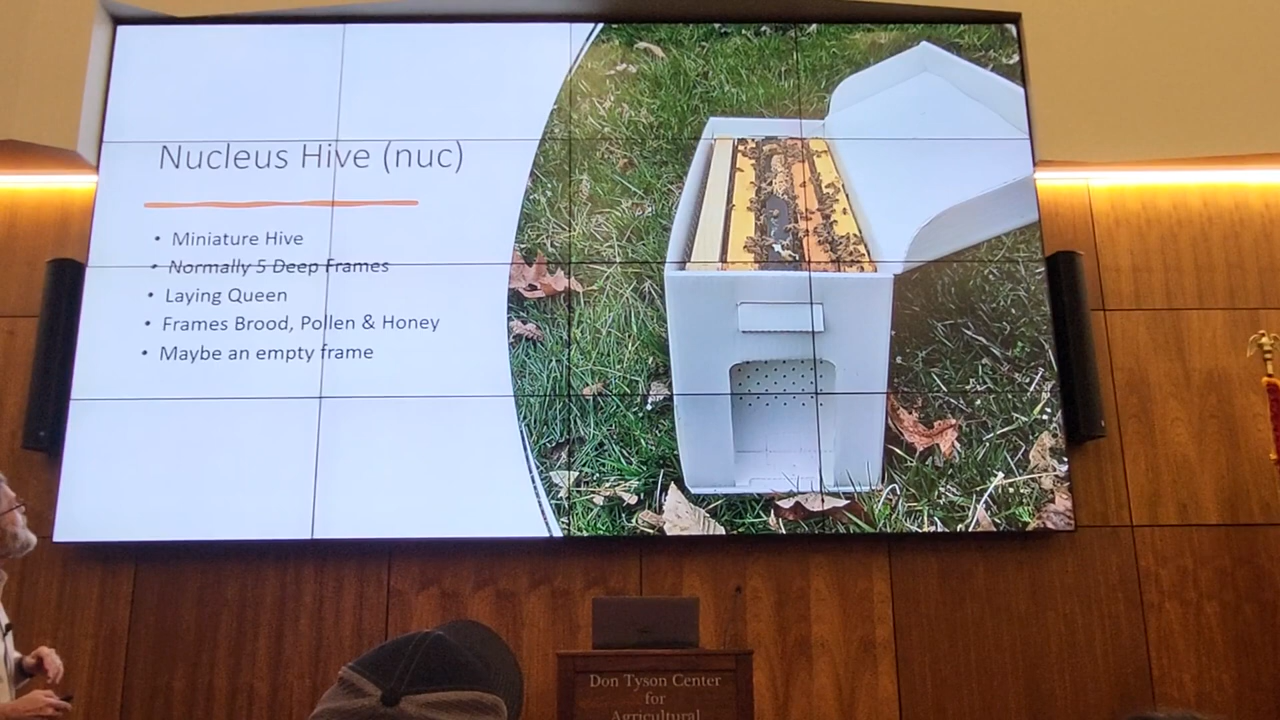 Nucleus Hive (nuc)
• Miniature Hive
• Normally 5 Deep Frames
• Laying Queen
• Frames Brood, Pollen & Honey
• Maybe an empty frame
Don Tyson Center
for
Agricultural